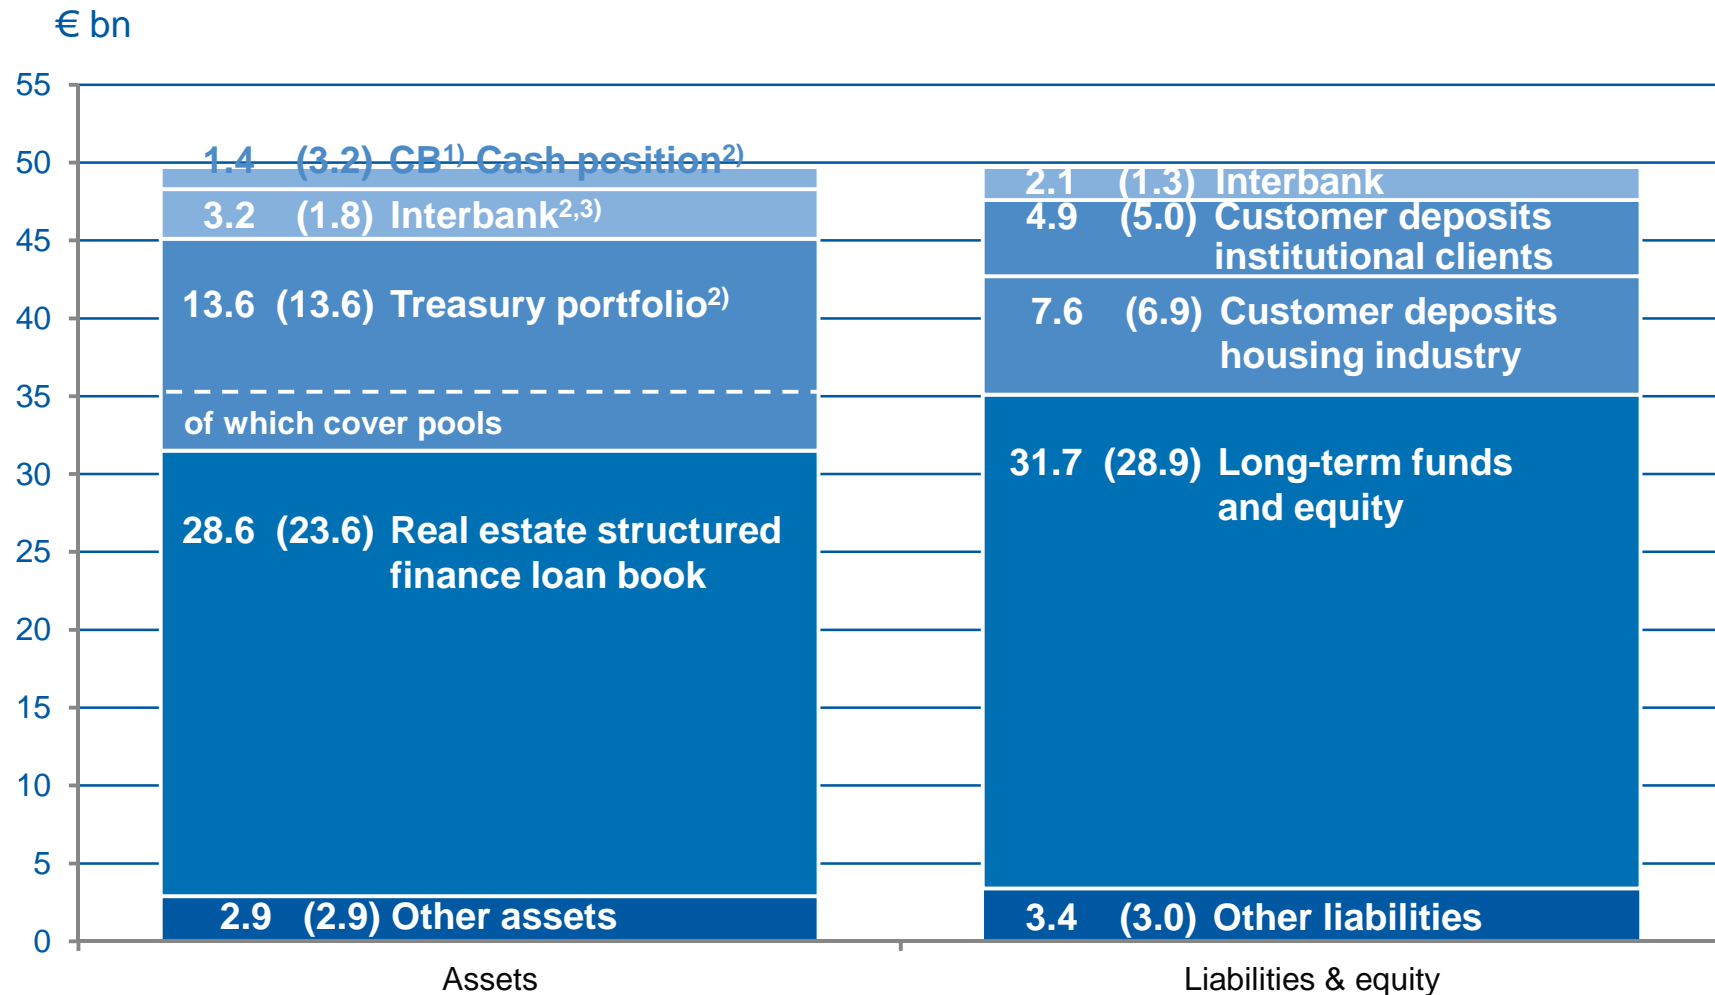 € bn
55
50
45
40
35
30
25
20
15
10
5
0
1.4 (3.2) CB1) Cash position2)
3.2 (1.8) Interbank2,3)
13.6 (13.6) Treasury portfolio2)
of which cover pools
28.6 (23.6) Real estate structured
finance loan book
2.9 (2.9) Other assets
2.1 (1.3) Interbank
4.9 (5.0) Customer deposits
institutional clients
7.6 (6.9) Customer deposits
housing industry
31.7 (28.9) Long-term funds
and equity
3.4 (3.0) Other liabilities
Assets
Liabilities & equity